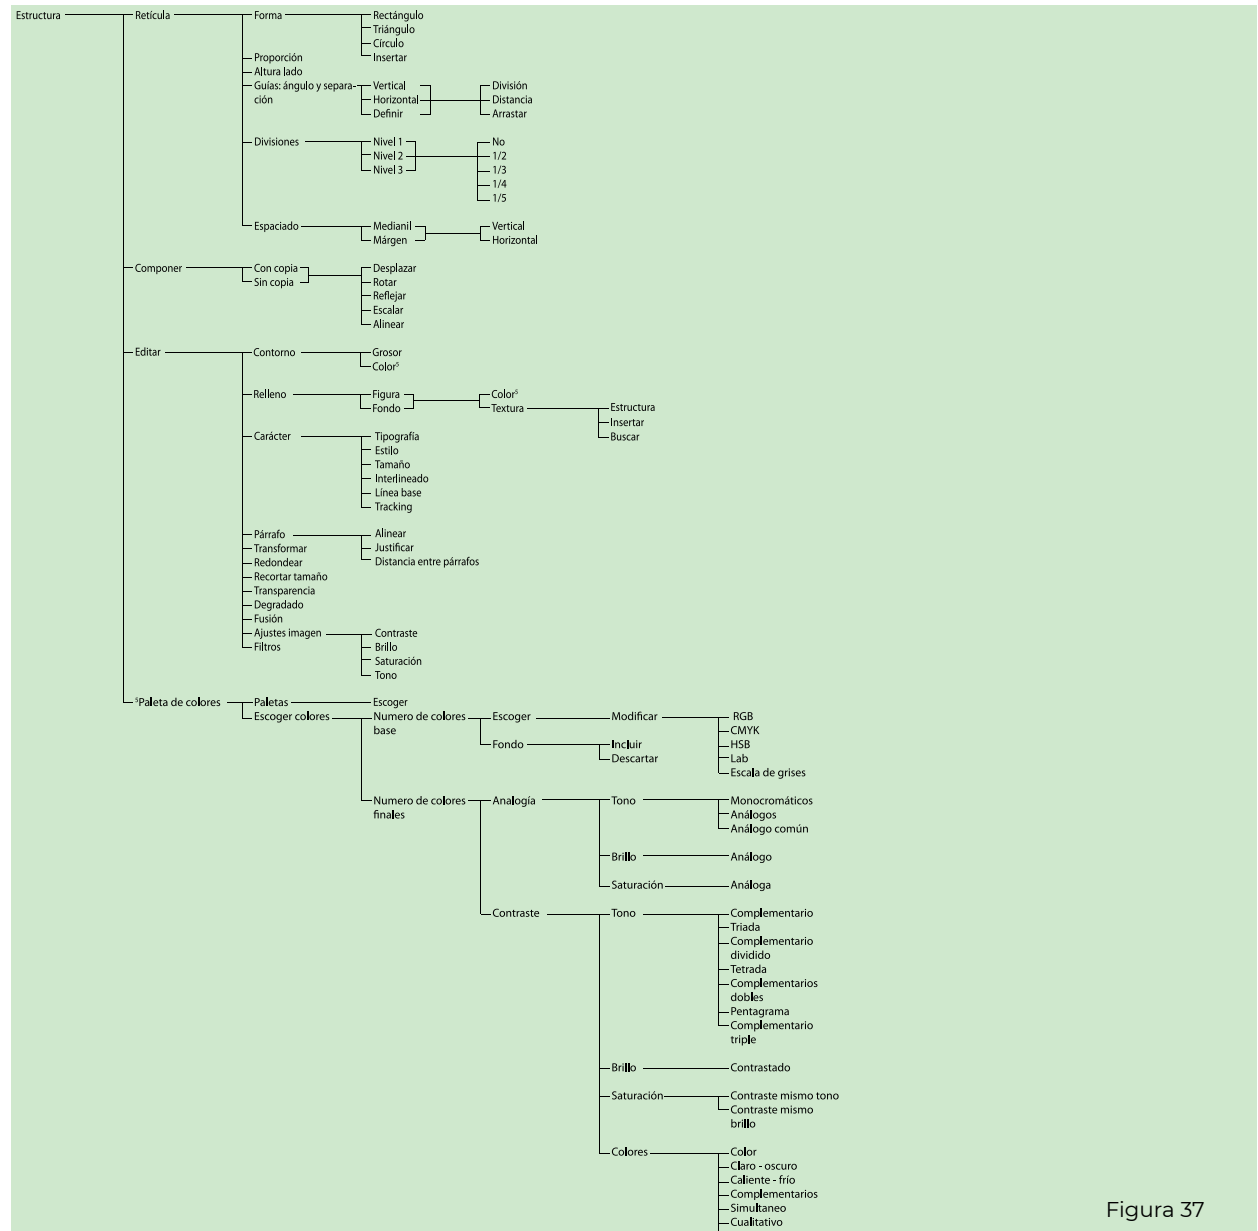 Estructura Retícula Forma Rectángulo
Triángulo
Círculo
Proporción Insertar
Altura lado
Guías: ángulo y separa- Vertical División
ción Horizontal Distancia
Definir Arrastar
Divisiones Nivel 1 No
Nivel 2 1/2
Nivel 3 1/3
1/4
1/5
Espaciado Medianil Vertical
Márgen Horizontal
Componer Con copia Desplazar
Sin copia Rotar
Reflejar
Escalar
Alinear
Editar Contorno Grosor
Color⁵
Relleno Figura Color⁵
Fondo Textura Estructura
Insertar
Carácter Tipografía Buscar
Estilo
Tamaño
Interlineado
Línea base
Tracking
Párrafo Alinear
Transformar Justificar
Redondear Distancia entre párrafos
Recortar tamaño
Transparencia
Degradado
Fusión
Ajustes imagen Contraste
Filtros Brillo
Saturación
Tono
⁵Paleta de colores Paletas Escoger
Escoger colores Numero de colores Escoger Modificar RGB
base CMYK
Fondo Incluir HSB
Descartar Lab
Escala de grises
Numero de colores Analogía Tono Monocromáticos
finales Análogos
Análogo común
Brillo Análogo
Saturación Análoga
Contraste Tono Complementario
Triada
Complementario
dividido
Tetrada
Complementarios
dobles
Pentagrama
Complementario
triple
Brillo Contrastado
Saturación Contraste mismo tono
Contraste mismo
brillo
Colores Color
Claro - oscuro
Caliente - frío
Complementarios
Simultaneo
Cualitativo
Figura 37